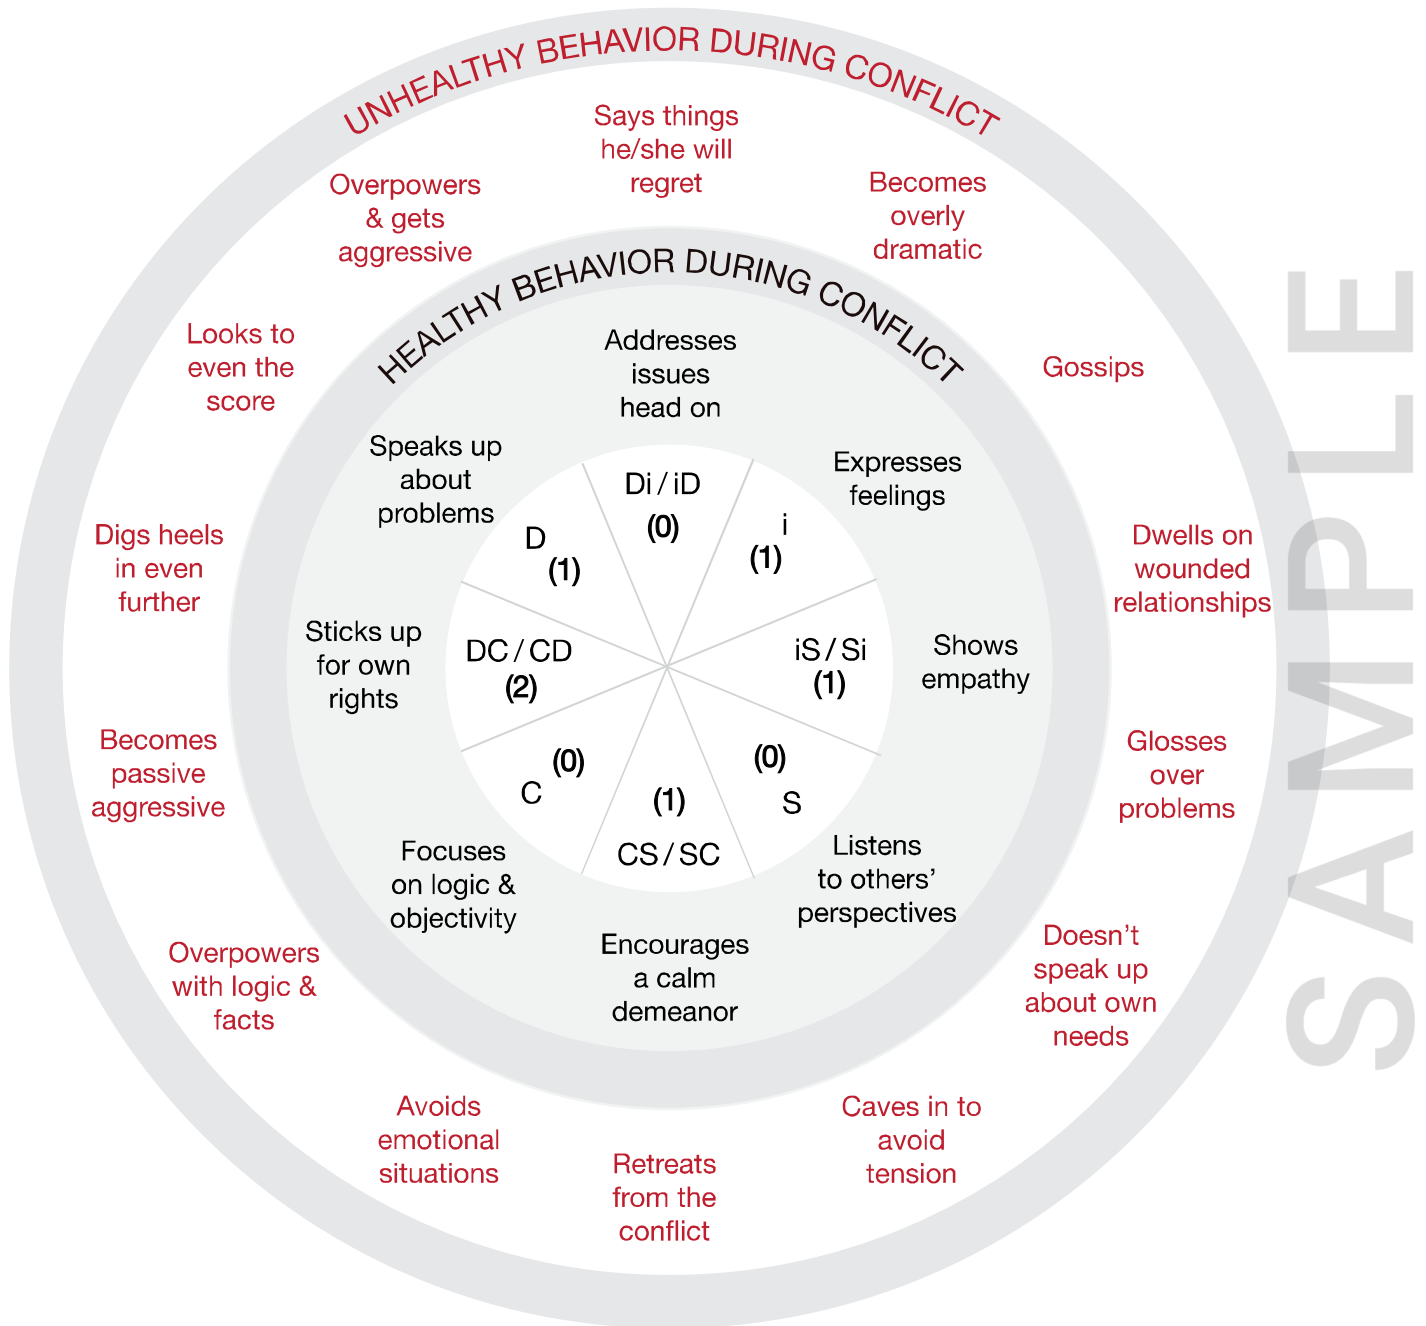 UNHEALTHY BEHAVIOR DURING CONFLICT
Says things
he/she will
regret
Becomes
overly
dramatic
Gossips
Dwells on
wounded
relationships
Glosses
over
problems
Doesn't
speak up
about own
needs
Caves in to
avoid
tension
Retreats
from the
conflict
Avoids
emotional
situations
Overpowers
with logic &
facts
Becomes
passive
aggressive
Digs heels
in even
further
Looks to
even the
score
Overpowers
& gets
aggressive
HEALTHY BEHAVIOR DURING CONFLICT
Addresses
issues
head on
Expresses
feelings
Shows
empathy
Listens
to others'
perspectives
Encourages
a calm
demeanor
Focuses
on logic &
objectivity
Sticks up
for own
rights
Speaks up
about
problems
Di / iD
(0)
i
(1)
iS / Si
(1)
(0)
S
(1)
CS / SC
(0)
C
DC / CD
(2)
D
(1)
SAMPLE